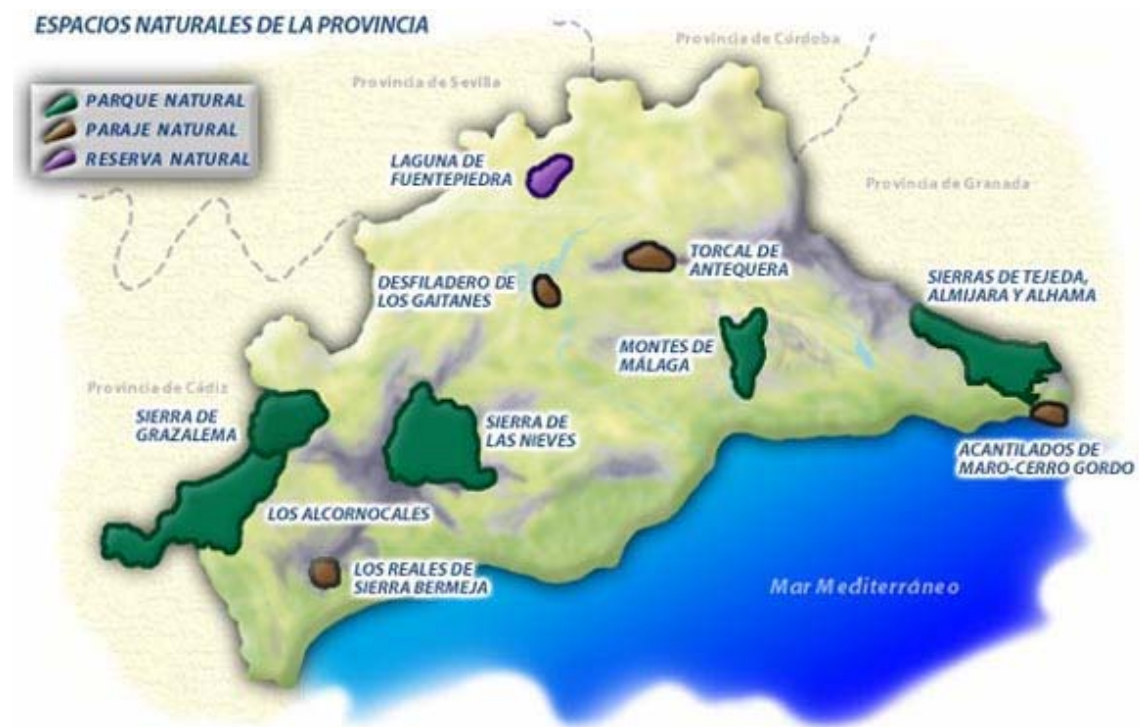 ESPACIOS NATURALES DE LA PROVINCIA
Provincia de Córdoba
Provincia de Sevilla
PARQUE NATURAL
PARAJE NATURAL
RESERVA NATURAL
LAGUNA DE
FUENTEPIEDRA
Provincia de Granada
TORCAL DE
ANTEQUERA
DESFILADERO DE
LOS GAITANES
SIERRAS DE TEJEDA,
ALMIJARA Y ALHAMA
MONTES DE
MÁLAGA
Provincia de Cádiz
SIERRA DE
GRAZALEMA
SIERRA DE
LAS NIEVES
ACANTILADOS DE
MARO-CERRO GORDO
LOS ALCORNOCALES
LOS REALES DE
SIERRA BERMEJA
Mar Mediterráneo